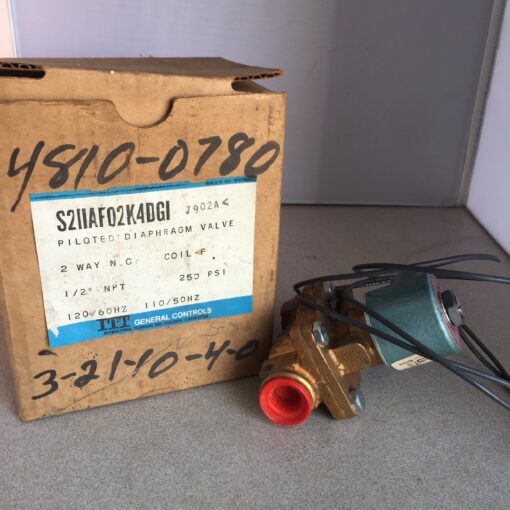 4810-0780
S211AF02K4DG1 7902A<
PILOTED DIAPHRAGM VALVE
2 WAY N.C. COIL-F
1/2" NPT 250 PSI
120/60HZ 110/50HZ
ITT GENERAL CONTROLS
3-21-10-4-0